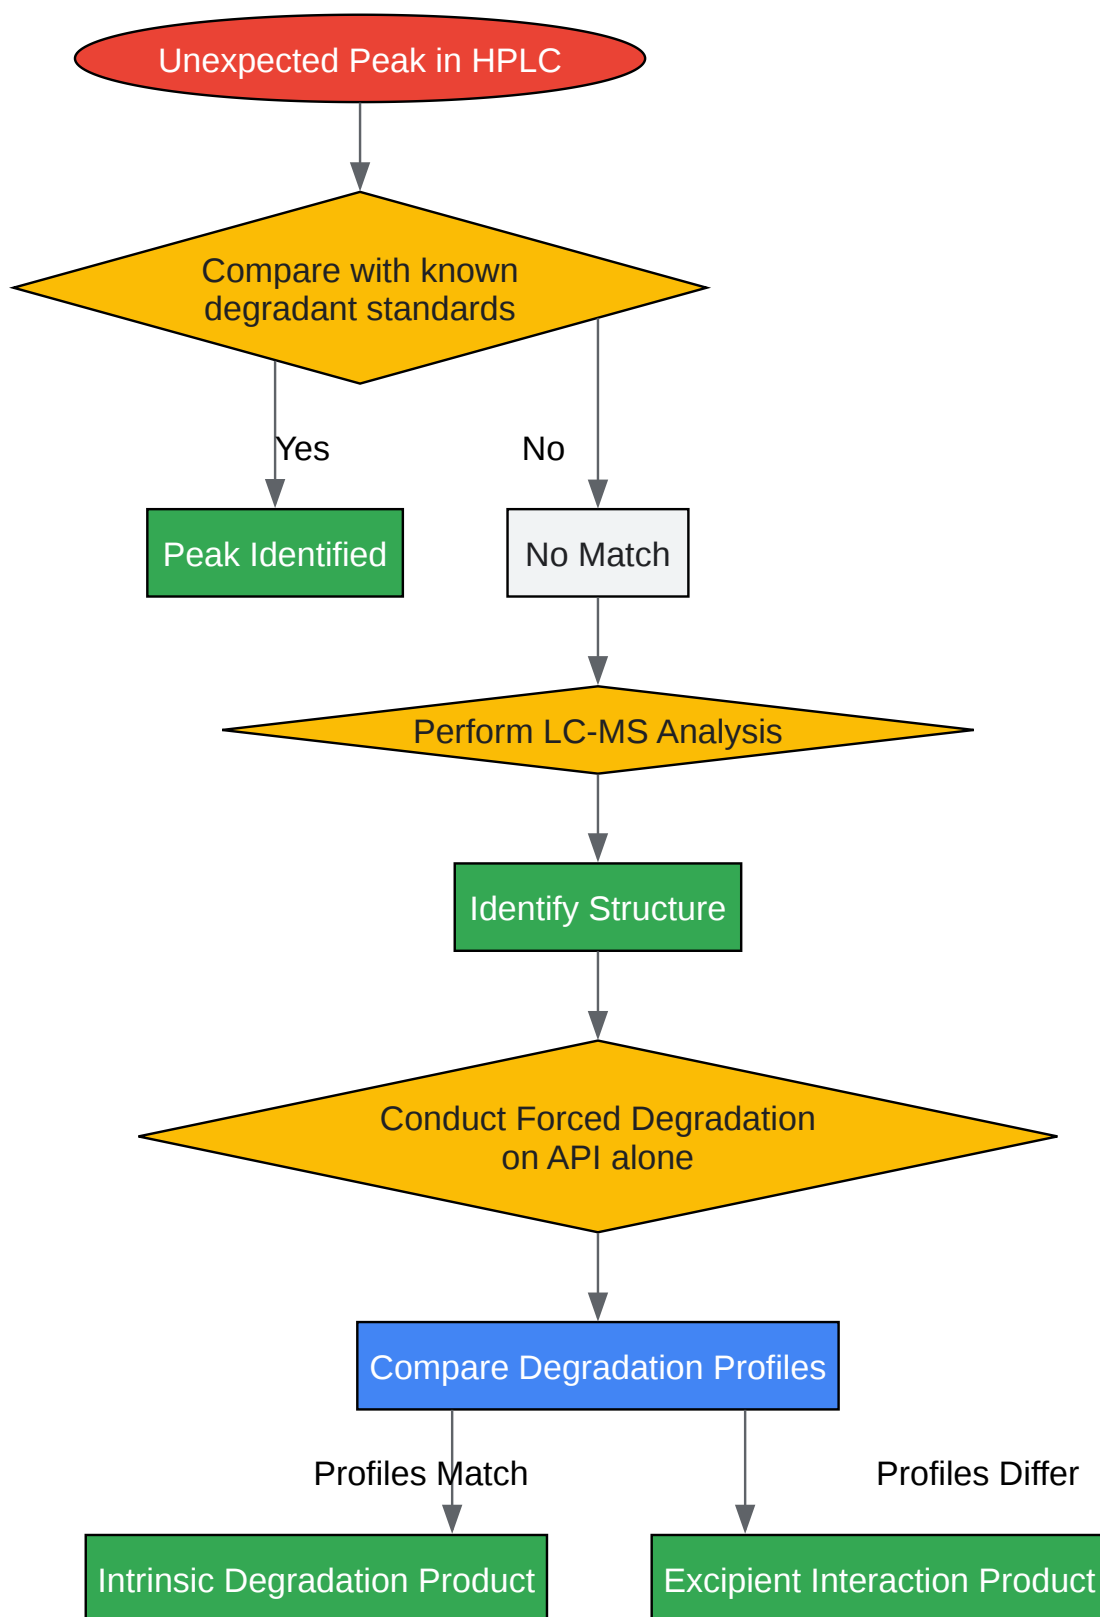 Unexpected Peak in HPLC
Compare with known
degradant standards
Yes
No
Peak Identified
No Match
Perform LC-MS Analysis
Identify Structure
Conduct Forced Degradation
on API alone
Compare Degradation Profiles
Profiles Match
Profiles Differ
Intrinsic Degradation Product
Excipient Interaction Product